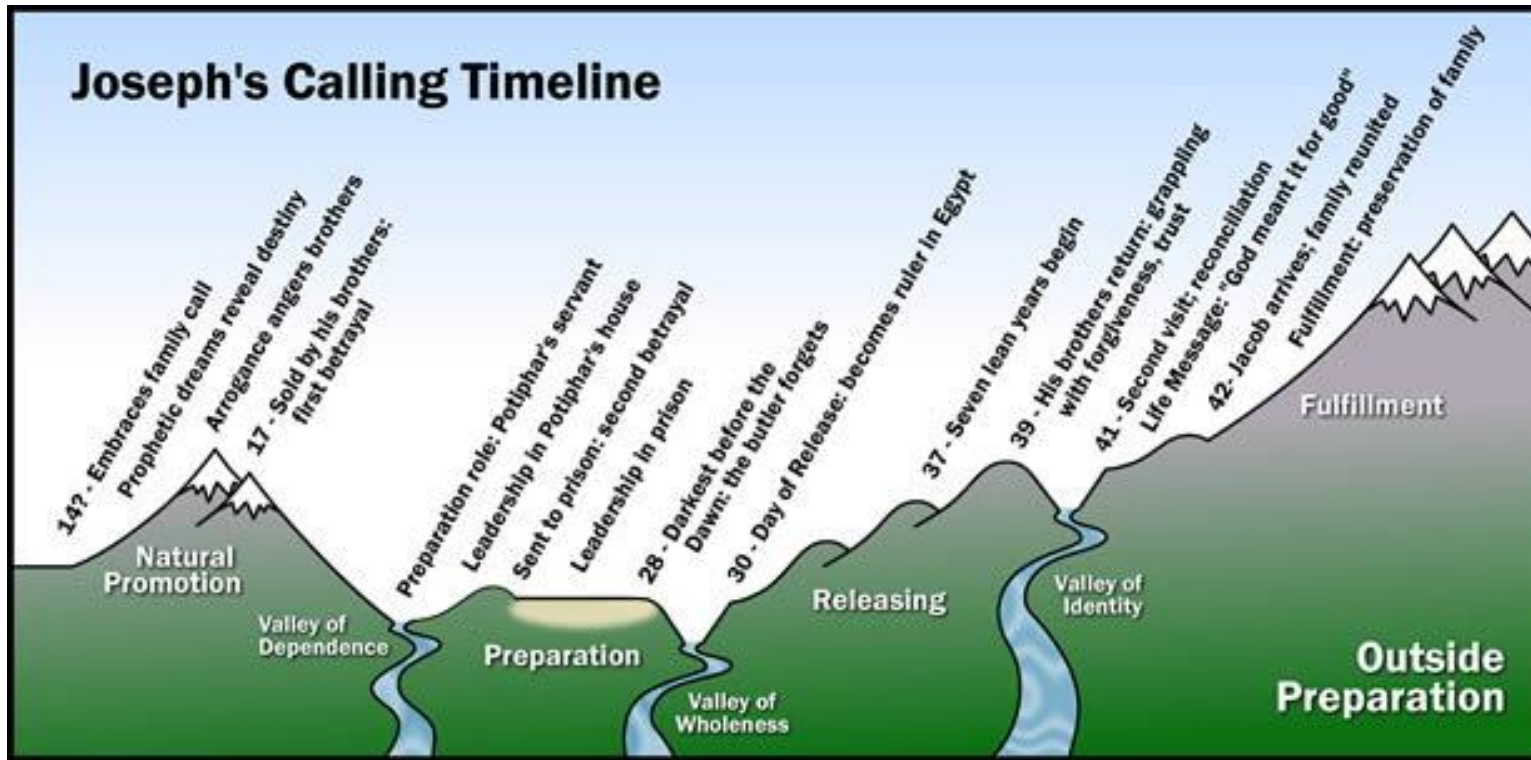 Joseph's Calling Timeline
14? - Embraces family call
Prophetic dreams reveal destiny
Arrogance angers brothers
17 - Sold by his brothers:
first betrayal
Preparation role: Potiphar's servant
Leadership in Potiphar's house
Sent to prison: second betrayal
Leadership in prison
28 - Darkest before the
Dawn: the butler forgets
30 - Day of Release: becomes ruler in Egypt
37 - Seven lean years begin
39 - His brothers return: grappling
with forgiveness, trust
41 - Second visit; reconciliation
Life Message: "God meant it for good"
42- Jacob arrives; family reunited
Fulfillment: preservation of family
Natural
Promotion
Valley of
Dependence
Preparation
Valley of
Wholeness
Releasing
Valley of
Identity
Fulfillment
Outside
Preparation